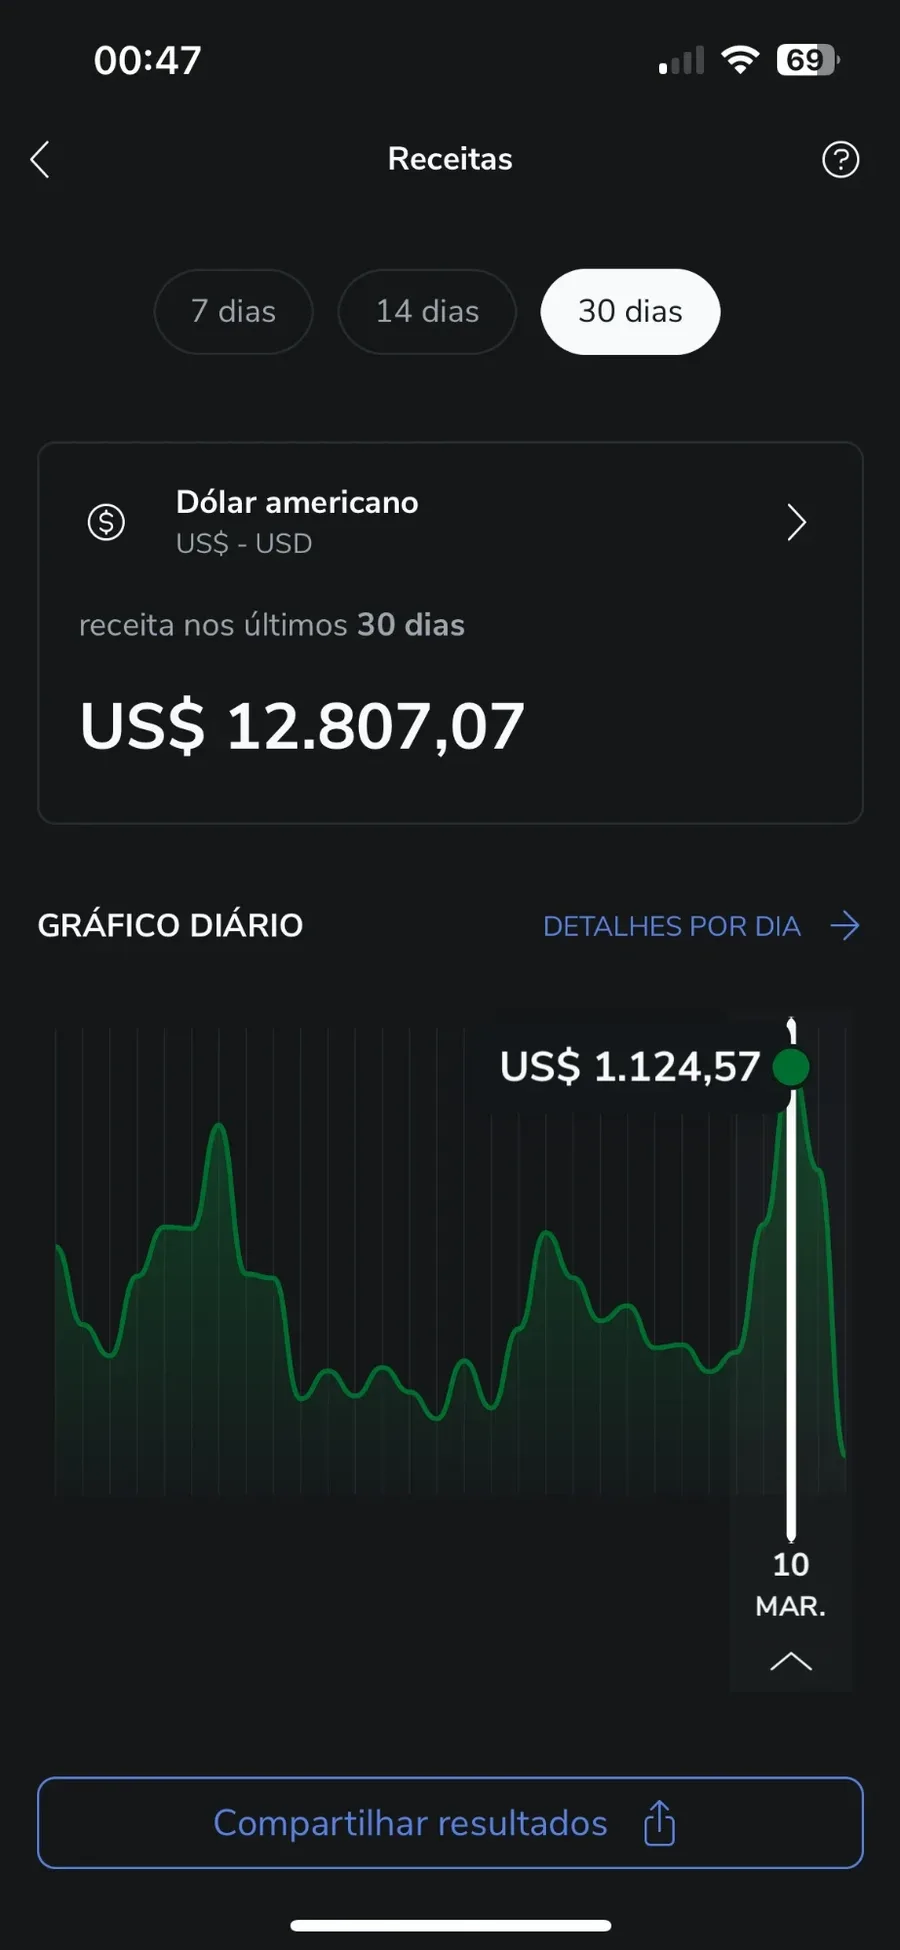 00:47
69
Receitas
?
7 dias
14 dias
30 dias
Dólar americano
$
US$ - USD
receita nos últimos 30 dias
US$ 12.807,07
GRÁFICO DIÁRIO
DETALHES POR DIA
US$ 1.124,57
10
MAR.
Compartilhar resultados